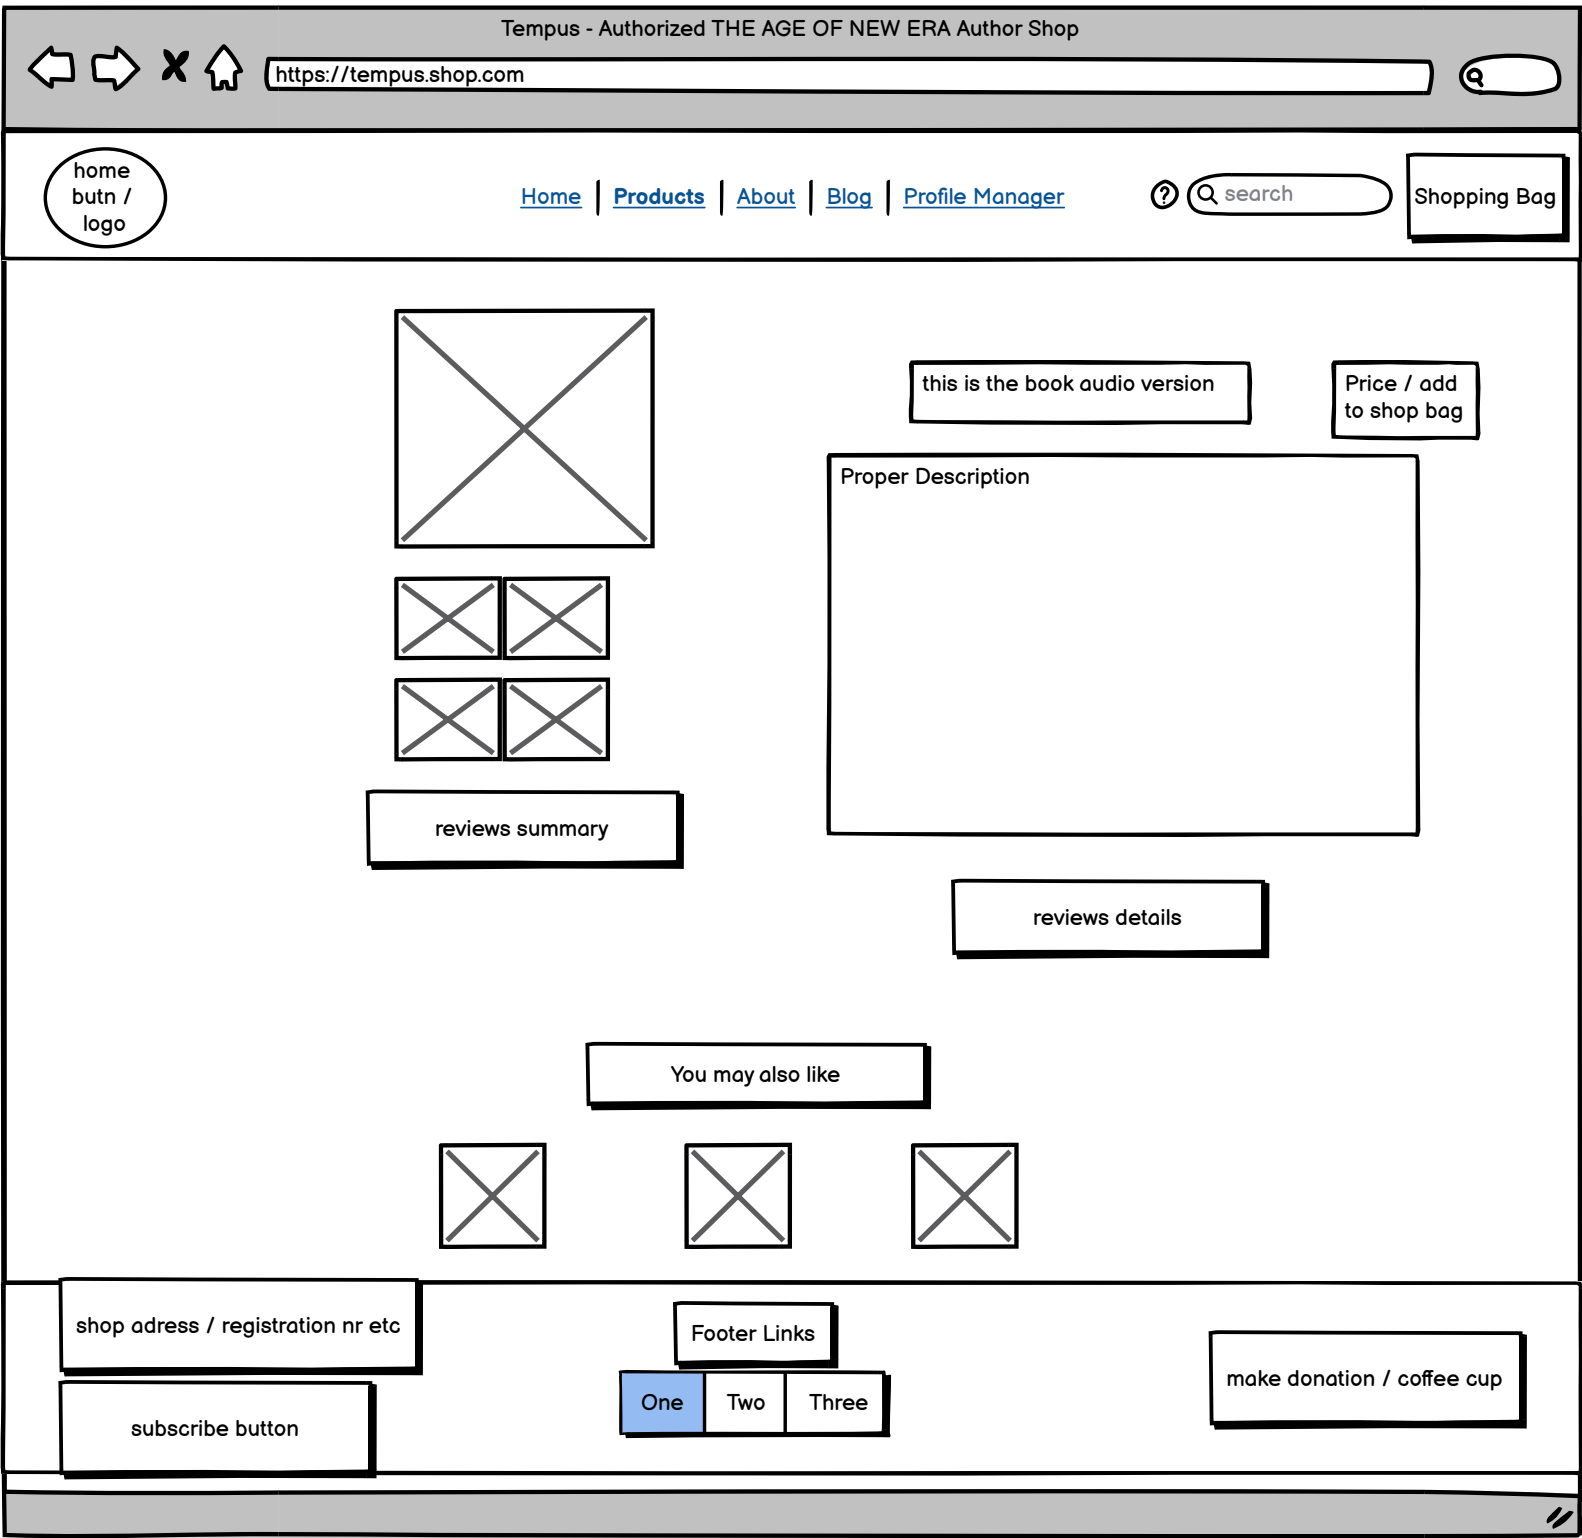 Tempus - Authorized THE AGE OF NEW ERA Author Shop
https://tempus.shop.com
home
butn /
logo
Home
Products
About
Blog
Profile Manager
?
search
Shopping Bag
this is the book audio version
Price / add
to shop bag
Proper Description
reviews summary
reviews details
You may also like
shop adress / registration nr etc
subscribe button
Footer Links
One
Two
Three
make donation / coffee cup